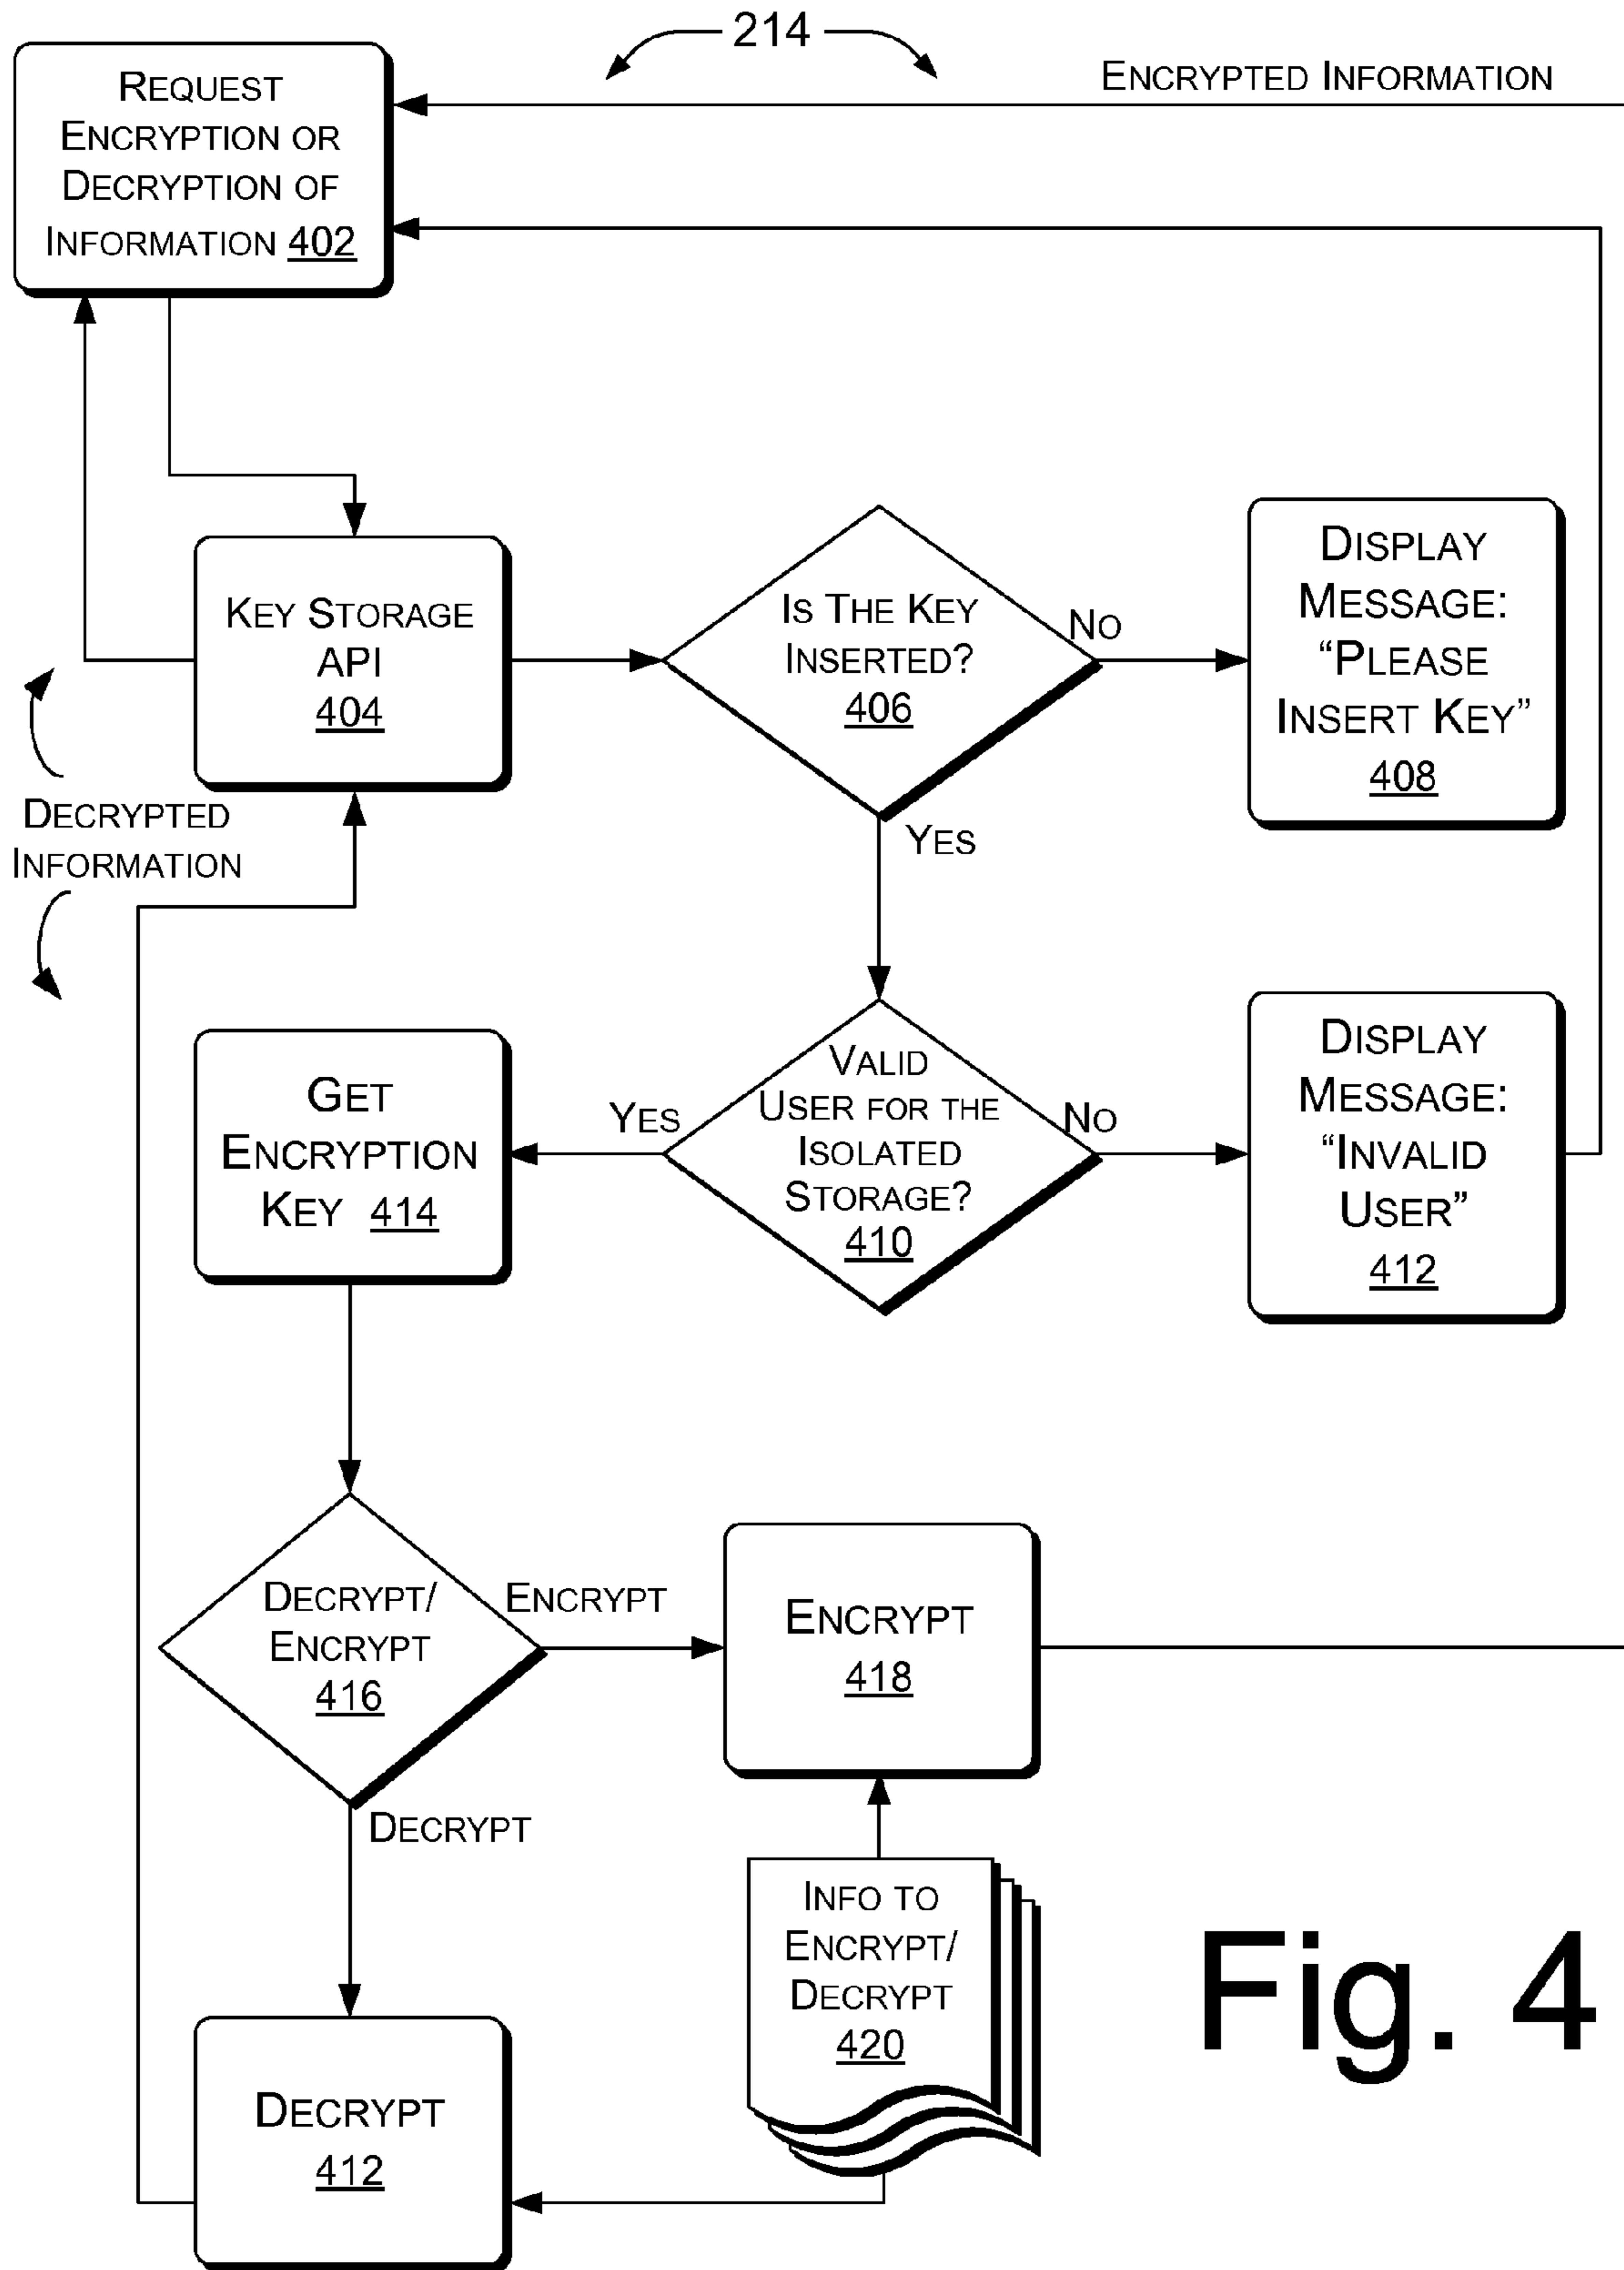 214
ENCRYPTED INFORMATION
REQUEST
ENCRYPTION OR
DECRYPTION OF
INFORMATION 402
KEY STORAGE
API
404
IS THE KEY
INSERTED?
406
NO
YES
DISPLAY
MESSAGE:
“PLEASE
INSERT KEY”
408
DECRYPTED
INFORMATION
GET
ENCRYPTION
KEY 414
YES
VALID
USER FOR THE
ISOLATED
STORAGE?
410
NO
DISPLAY
MESSAGE:
“INVALID
USER”
412
DECRYPT/
ENCRYPT
416
ENCRYPT
DECRYPT
ENCRYPT
418
INFO TO
ENCRYPT/
DECRYPT
420
DECRYPT
412
Fig. 4